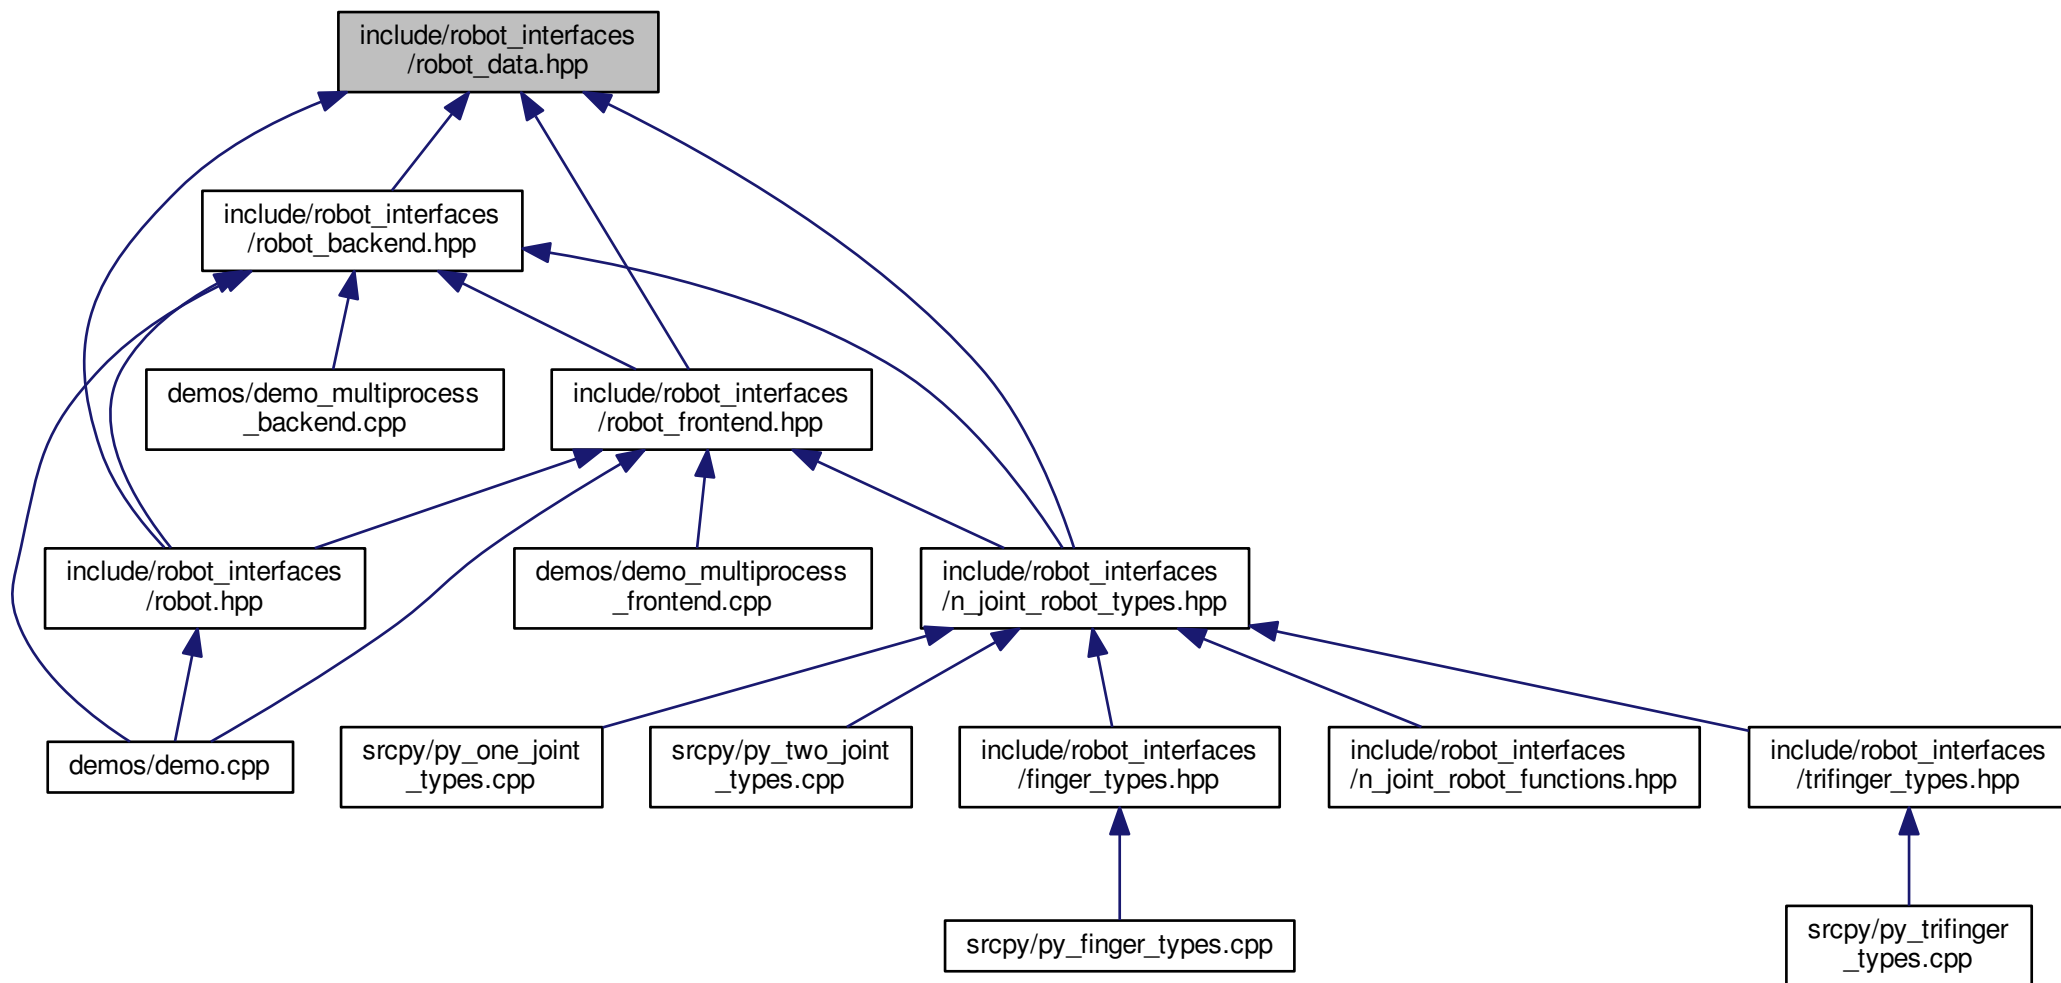 include/robot_interfaces
/robot_data.hpp
include/robot_interfaces
/robot_backend.hpp
demos/demo_multiprocess
_backend.cpp
include/robot_interfaces
/robot_frontend.hpp
include/robot_interfaces
/robot.hpp
demos/demo_multiprocess
_frontend.cpp
include/robot_interfaces
/n_joint_robot_types.hpp
demos/demo.cpp
srcpy/py_one_joint
_types.cpp
srcpy/py_two_joint
_types.cpp
include/robot_interfaces
/finger_types.hpp
include/robot_interfaces
/n_joint_robot_functions.hpp
include/robot_interfaces
/trifinger_types.hpp
srcpy/py_finger_types.cpp
srcpy/py_trifinger
_types.cpp